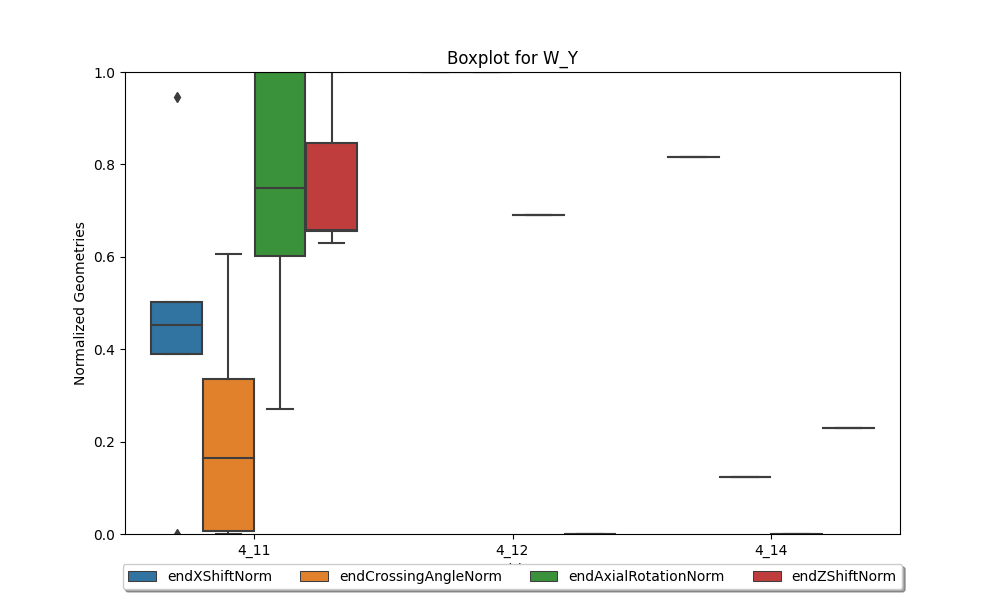 Boxplot for W_Y
Normalized Geometries
1.0
0.8
0.6
0.4
0.2
0.0
4_11
4_12
4_14
endXShiftNorm
endCrossingAngleNorm
endAxialRotationNorm
endZShiftNorm